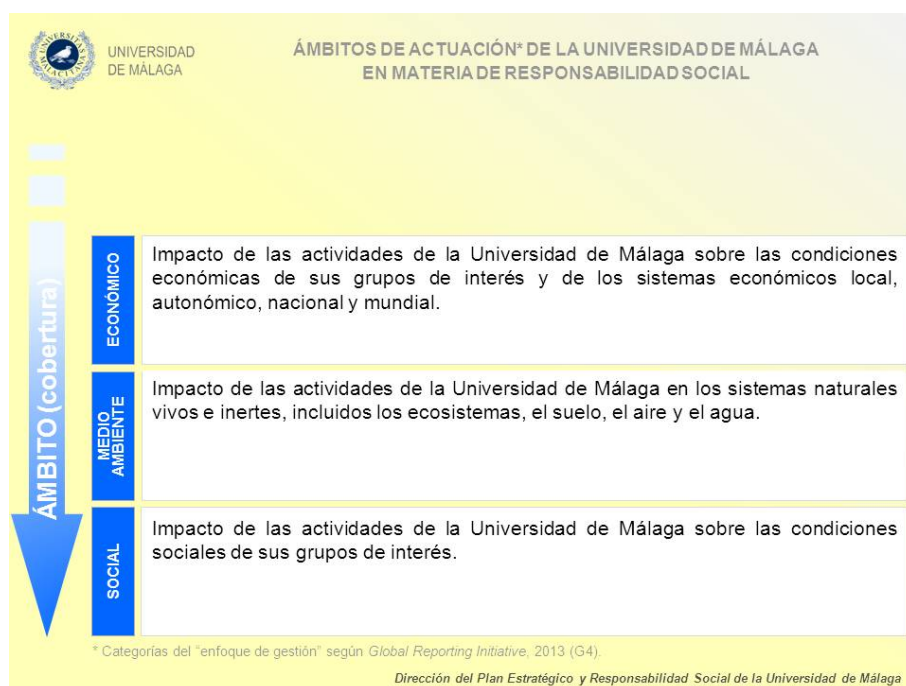 UNIVERSIDAD
DE MÁLAGA
ÁMBITOS DE ACTUACIÓN* DE LA UNIVERSIDAD DE MÁLAGA
EN MATERIA DE RESPONSABILIDAD SOCIAL
ÁMBITO (cobertura)
ECONÓMICO
Impacto de las actividades de la Universidad de Málaga sobre las condiciones
económicas de sus grupos de interés y de los sistemas económicos local,
autonómico, nacional y mundial.
MEDIO
AMBIENTE
Impacto de las actividades de la Universidad de Málaga en los sistemas naturales
vivos e inertes, incluidos los ecosistemas, el suelo, el aire y el agua.
SOCIAL
Impacto de las actividades de la Universidad de Málaga sobre las condiciones
sociales de sus grupos de interés.
* Categorías del "enfoque de gestión" según Global Reporting Initiative, 2013 (G4).
Dirección del Plan Estratégico y Responsabilidad Social de la Universidad de Málaga